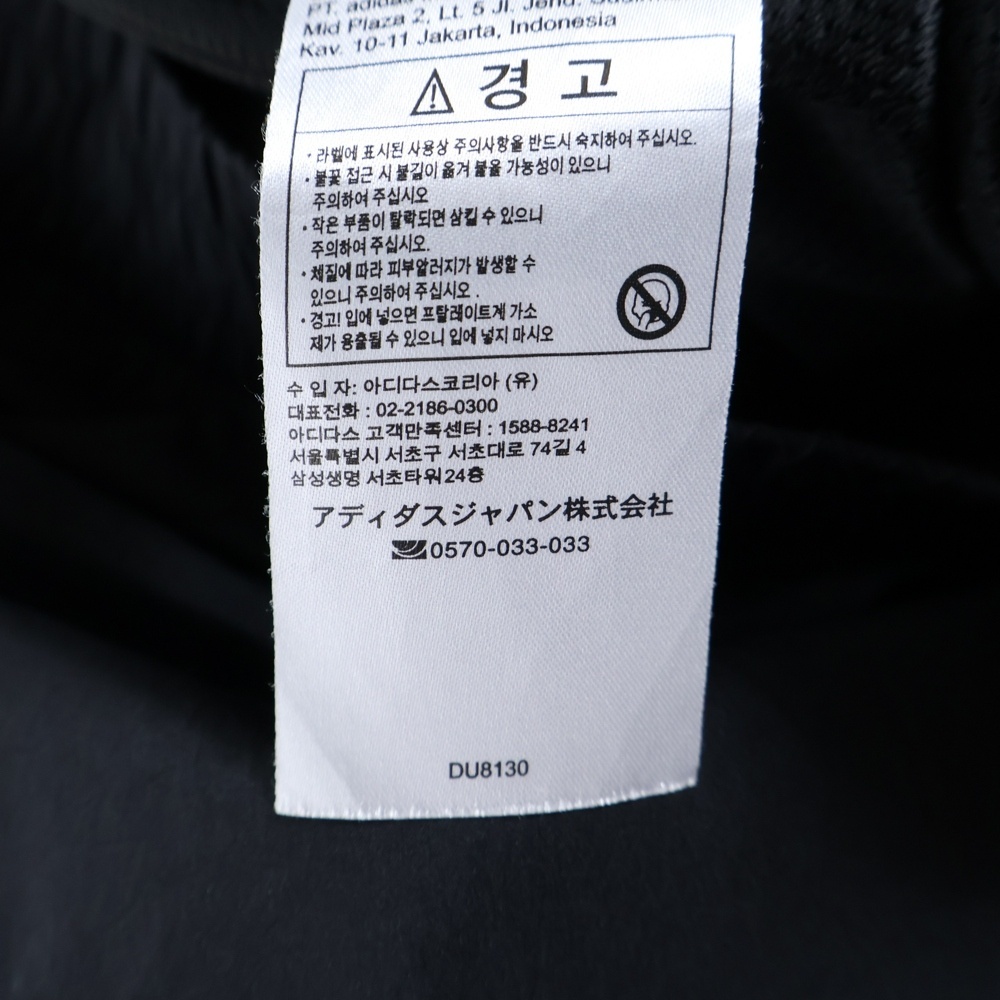 PT. adidas
Mid Plaza 2, Lt. 5 Jl. Jend.
Kav. 10-11 Jakarta, Indonesia
⚠ 경 고
· 라벨에 표시된 사용상 주의사항을 반드시 숙지하여 주십시오.
· 불꽃 접근 시 불길이 옮겨 붙을 가능성이 있으니
주의하여 주십시오
· 작은 부품이 탈락되면 삼킬 수 있으니
주의하여 주십시오.
· 체질에 따라 피부알러지가 발생할 수
있으니 주의하여 주십시오 .
· 경고! 입에 넣으면 프탈레이트계 가소
제가 용출될 수 있으니 입에 넣지 마시오
수 입 자: 아디다스코리아 (유)
대표전화 : 02-2186-0300
아디다스 고객만족센터 : 1588-8241
서울특별시 서초구 서초대로 74길 4
삼성생명 서초타워24층
アディダスジャパン株式会社
0570-033-033
DU8130